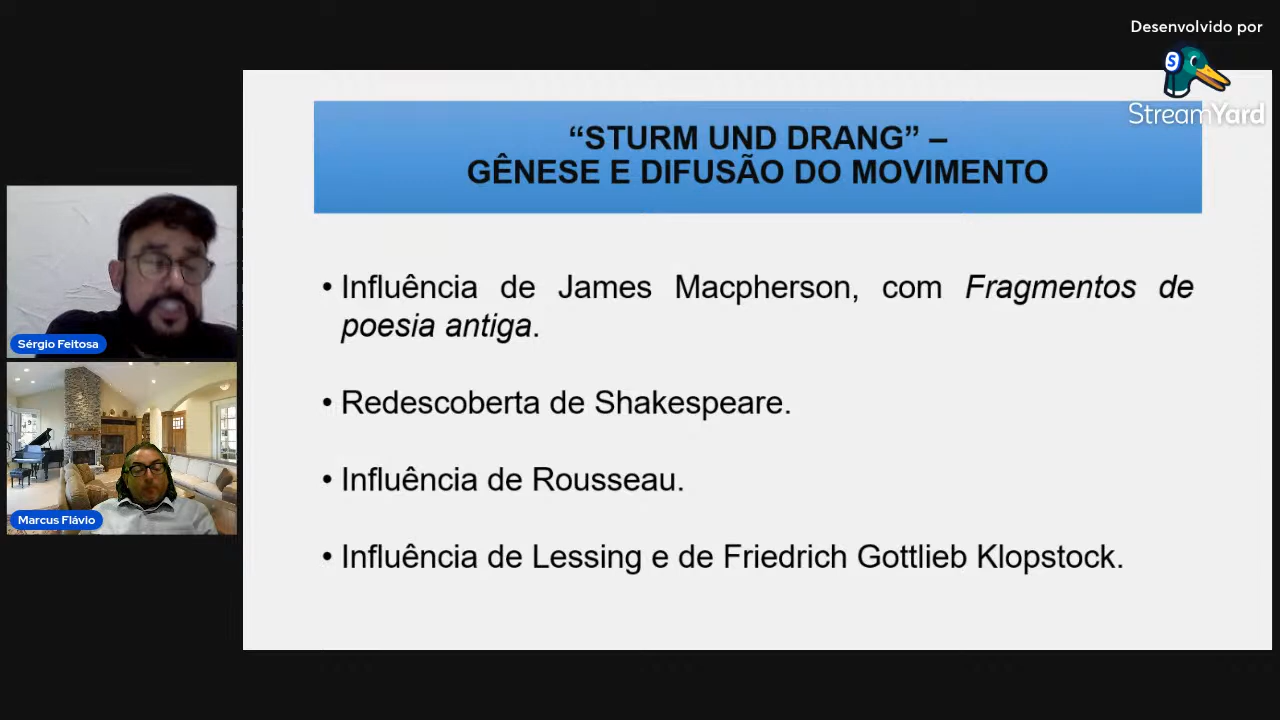 Desenvolvido por
S
StreamYard
“STURM UND DRANG” –
GÊNESE E DIFUSÃO DO MOVIMENTO
• Influência de James Macpherson, com Fragmentos de
poesia antiga.
• Redescoberta de Shakespeare.
• Influência de Rousseau.
• Influência de Lessing e de Friedrich Gottlieb Klopstock.
Sérgio Feitosa
Marcus Flávio